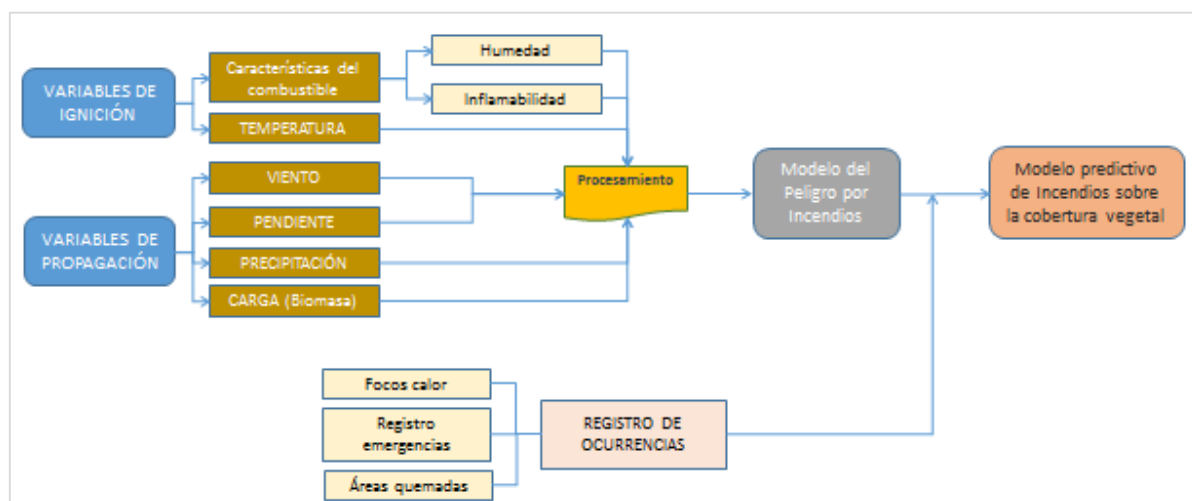 VARIABLES DE
IGNICIÓN
Características del
combustible
Humedad
Inflamabilidad
TEMPERATURA
VARIABLES DE
PROPAGACIÓN
VIENTO
PENDIENTE
PRECIPITACIÓN
CARGA (Biomasa)
Procesamiento
Modelo del
Peligro por
Incendios
Modelo predictivo
de Incendios sobre
la cobertura vegetal
Focos calor
Registro
emergencias
Áreas quemadas
REGISTRO DE
OCURRENCIAS